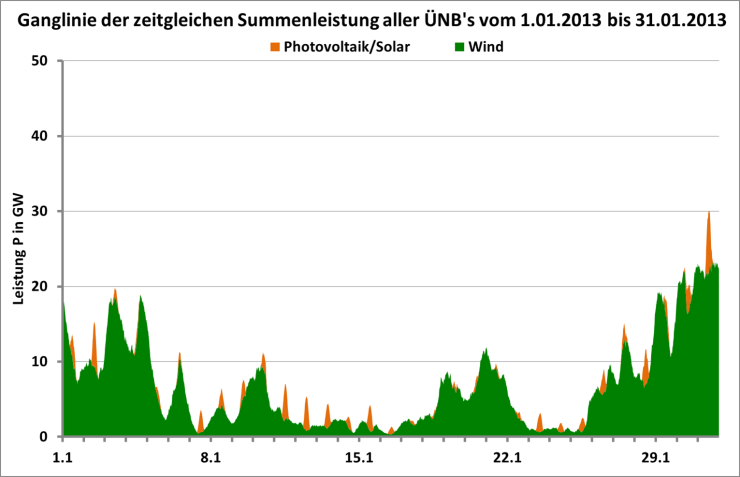 Ganglinie der zeitgleichen Summenleistung aller ÜNB's vom 1.01.2013 bis 31.01.2013
Photovoltaik/Solar Wind
Leistung P in GW
50
40
30
20
10
0
1.1 8.1 15.1 22.1 29.1